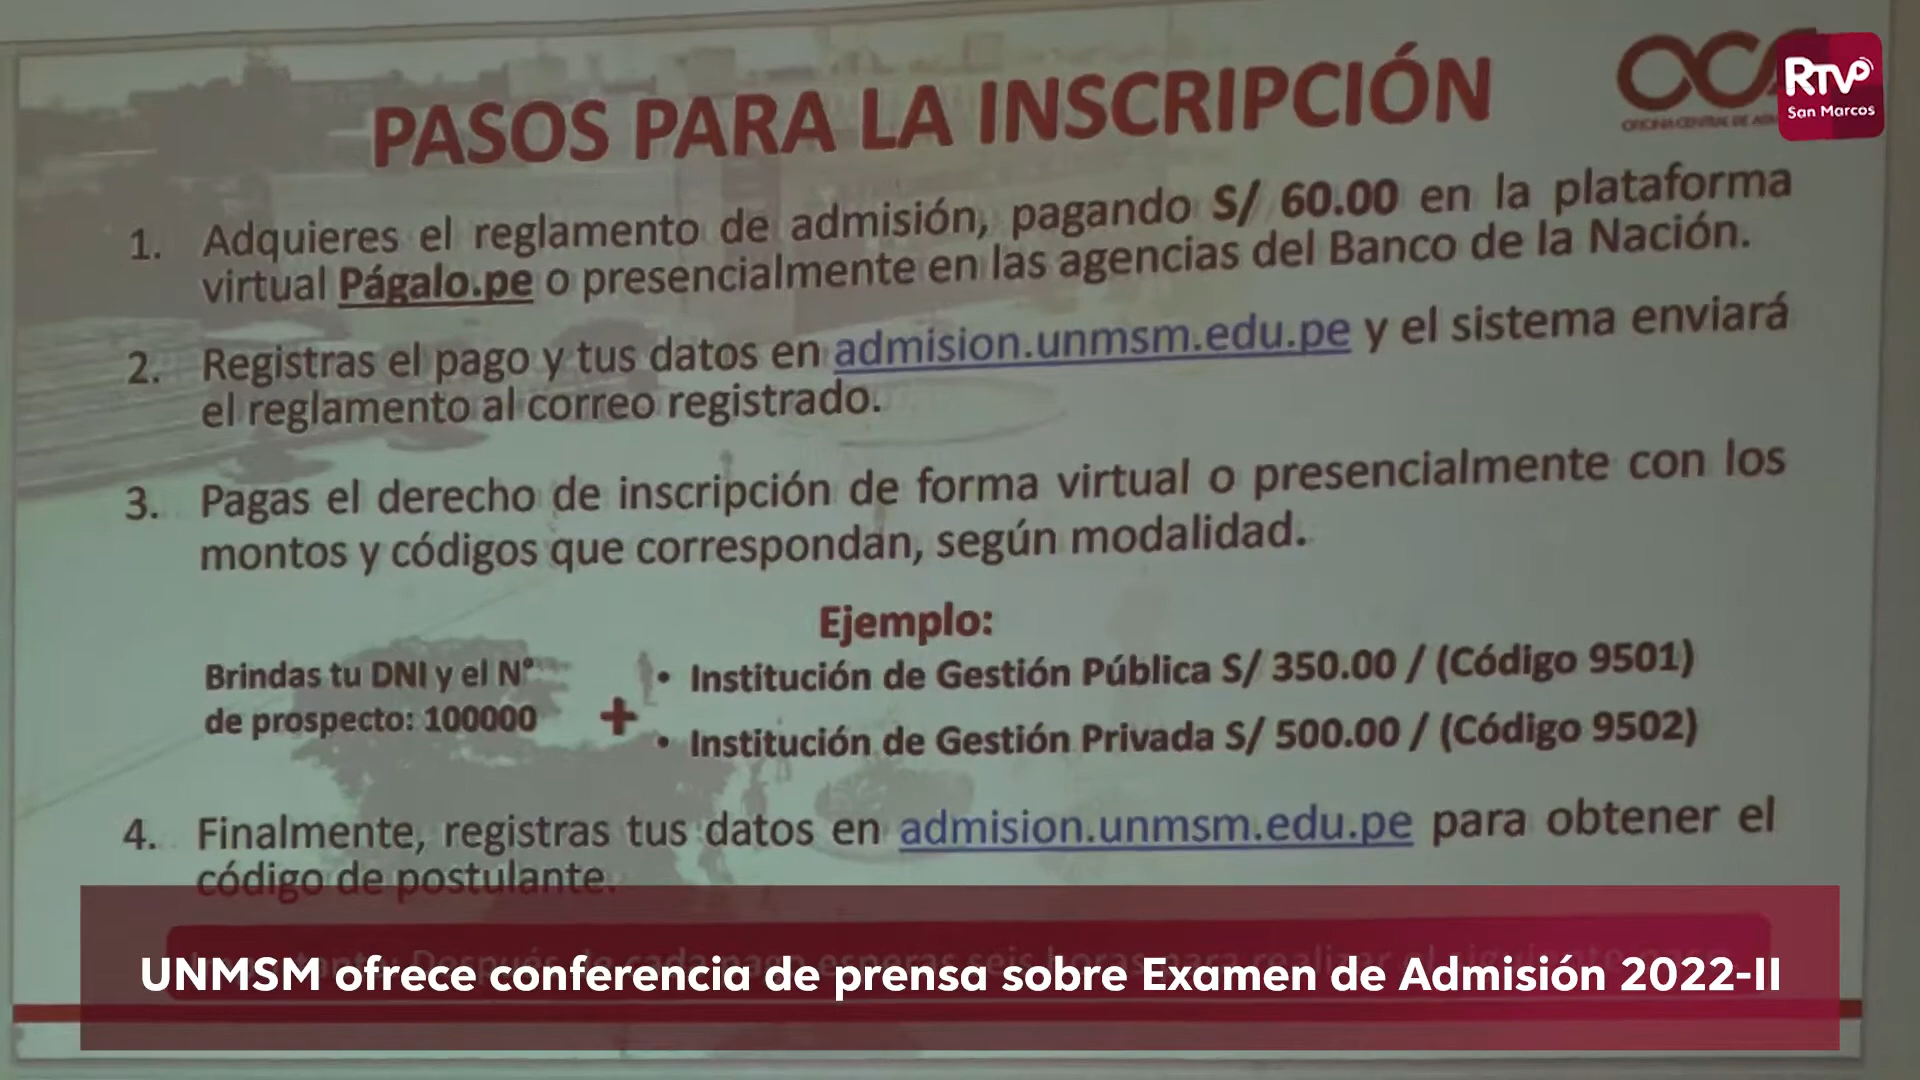 PASOS PARA LA INSCRIPCIÓN
OCA
OFICINA CENTRAL DE
RTV
San Marcos
1. Adquieres el reglamento de admisión, pagando S/ 60.00 en la plataforma
virtual Págalo.pe o presencialmente en las agencias del Banco de la Nación.
2. Registras el pago y tus datos en admision.unmsm.edu.pe y el sistema enviará
el reglamento al correo registrado.
3. Pagas el derecho de inscripción de forma virtual o presencialmente con los
montos y códigos que correspondan, según modalidad.
Ejemplo:
Brindas tu DNI y el N°
de prospecto: 100000
+
• Institución de Gestión Pública S/ 350.00 / (Código 9501)
• Institución de Gestión Privada S/ 500.00 / (Código 9502)
4. Finalmente, registras tus datos en admision.unmsm.edu.pe para obtener el
código de postulante.
UNMSM ofrece conferencia de prensa sobre Examen de Admisión 2022-II